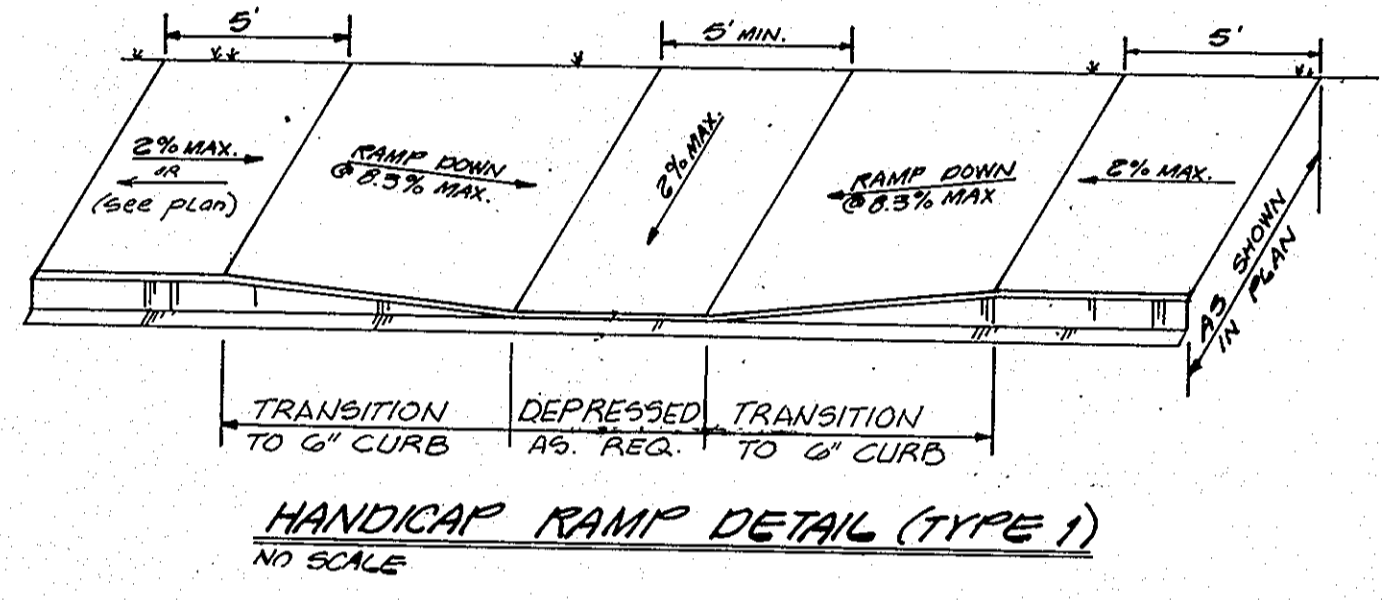 5'
5' MIN.
5'
2% MAX.
OR
(see plan)
RAMP DOWN
@ 8.3% MAX.
2% MAX.
RAMP DOWN
@ 8.3% MAX
2% MAX.
AS SHOWN
IN PLAN
TRANSITION
TO 6" CURB
DEPRESSED
AS. REQ.
TRANSITION
TO 6" CURB
HANDICAP RAMP DETAIL (TYPE 1)
NO SCALE